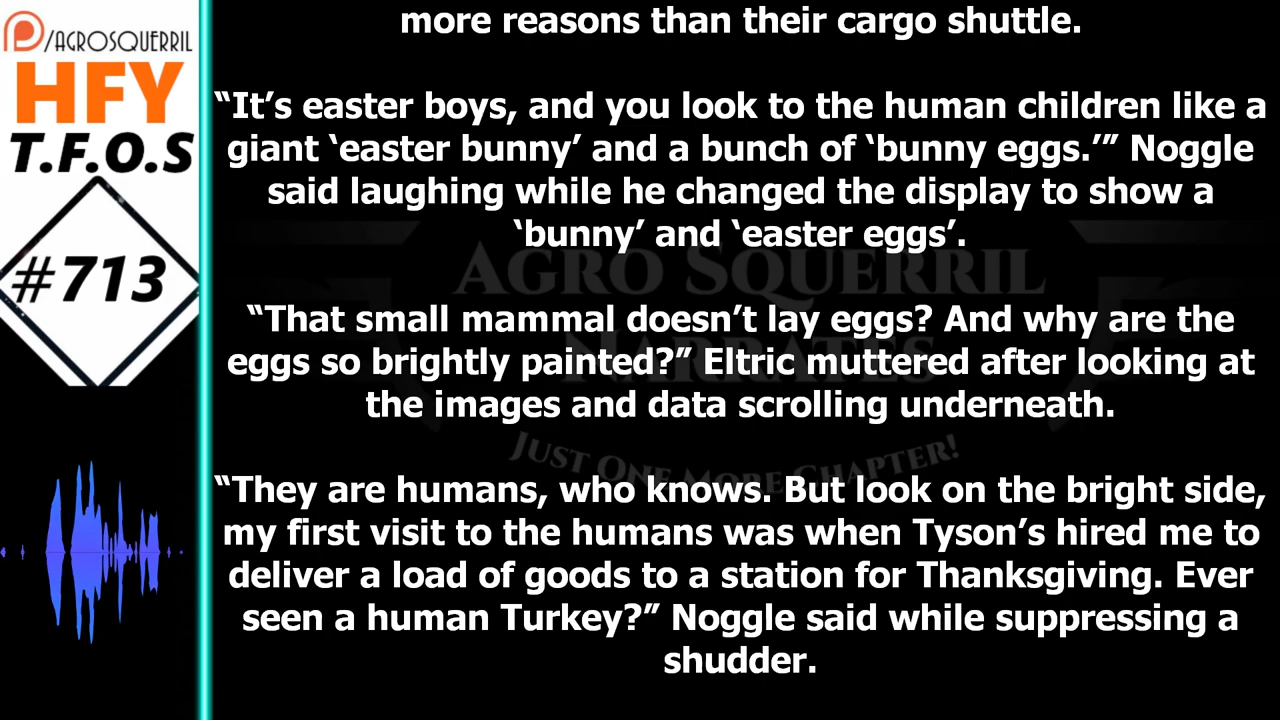 /AGROSQUERRIL
HFY
T.F.O.S
#713
more reasons than their cargo shuttle.
“It’s easter boys, and you look to the human children like a
giant ‘easter bunny’ and a bunch of ‘bunny eggs.’” Noggle
said laughing while he changed the display to show a
‘bunny’ and ‘easter eggs’.
“That small mammal doesn’t lay eggs? And why are the
eggs so brightly painted?” Eltric muttered after looking at
the images and data scrolling underneath.
“They are humans, who knows. But look on the bright side,
my first visit to the humans was when Tyson’s hired me to
deliver a load of goods to a station for Thanksgiving. Ever
seen a human Turkey?” Noggle said while suppressing a
shudder.
AGRO SQUERRIL
NARRATES
JUST ONE MORE CHAPTER!